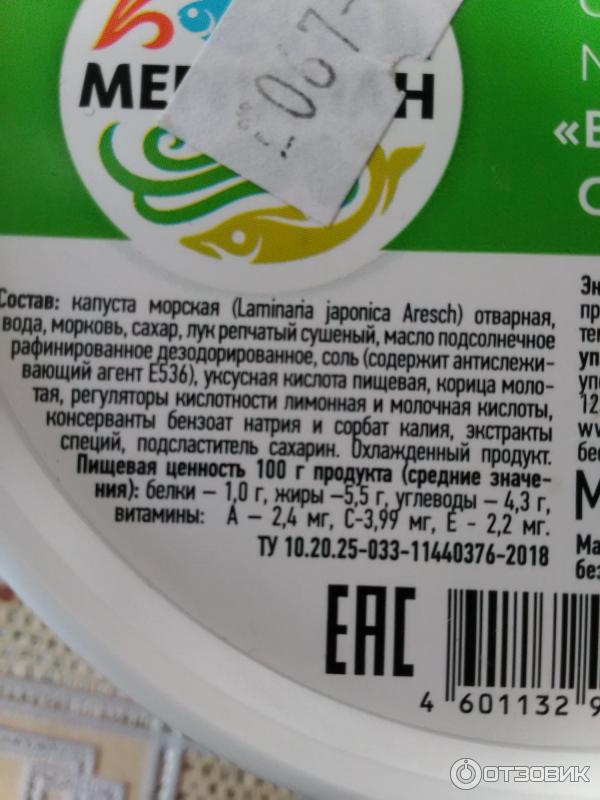 067
МЕ Н
Состав: капуста морская (Laminaria japonica Aresch) отварная,
вода, морковь, сахар, лук репчатый сушеный, масло подсолнечное
рафинированное дезодорированное, соль (содержит антислежи-
вающий агент Е536), уксусная кислота пищевая, корица моло-
тая, регуляторы кислотности лимонная и молочная кислоты,
консерванты бензоат натрия и сорбат калия, экстракты
специй, подсластитель сахарин. Охлажденный продукт.
Пищевая ценность 100 г продукта (средние значе-
ния): белки – 1,0 г, жиры –5,5 г, углеводы – 4,3 г,
витамины: А – 2,4 мг, С-3,99 мг, Е - 2,2 мг.
ТУ 10.20.25-033-11440376-2018
EAC
4 601132 9
ОТЗОВИК